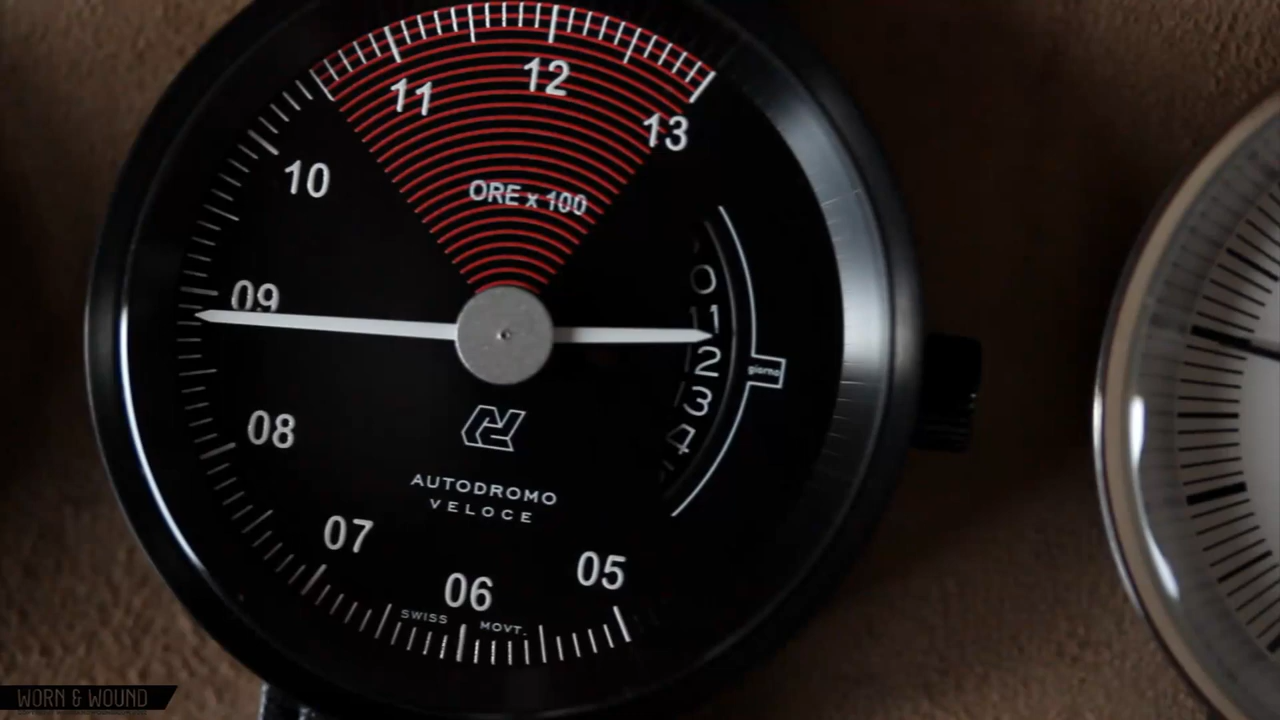 11
12
13
10
ORE x 100
09
0
1
2
3
4
giorno
08
AUTODROMO
VELOCE
07
06
05
SWISS MOVT.
WORN & WOUND